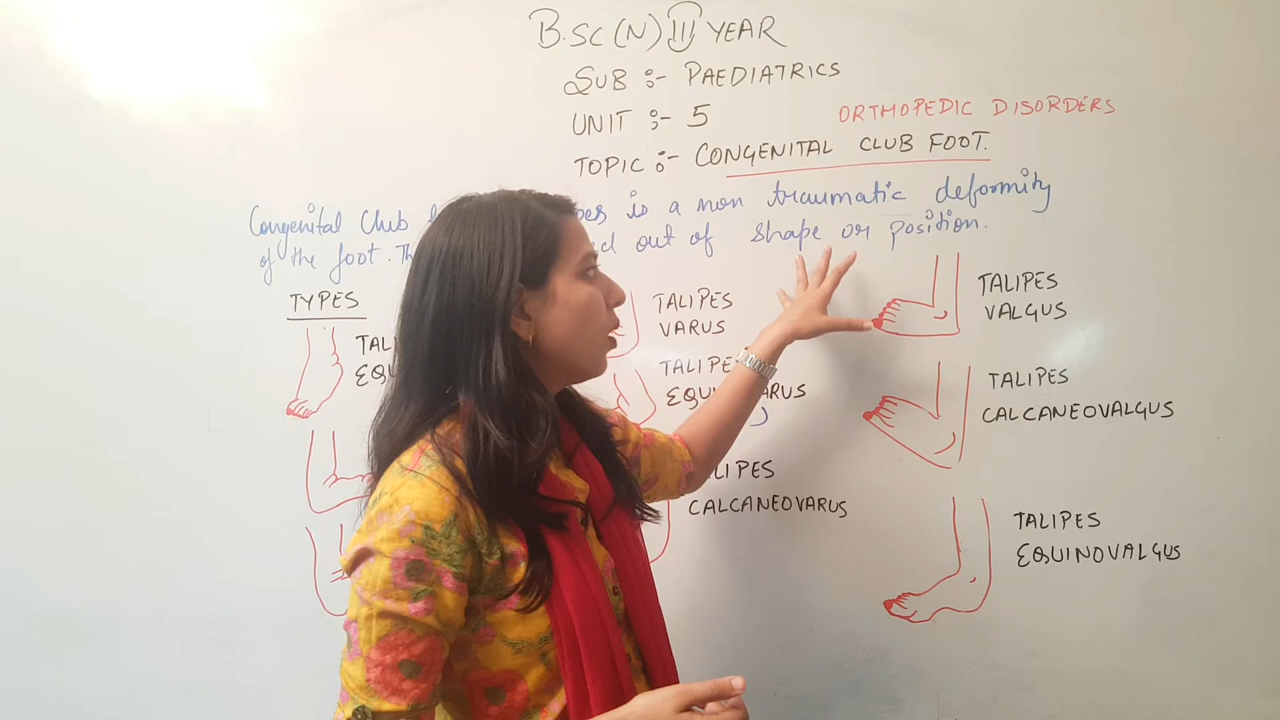 B.SC (N) III YEAR
SUB :- PAEDIATRICS
UNIT :- 5
ORTHOPEDIC DISORDERS
TOPIC :- CONGENITAL CLUB FOOT.
Congenital Club is a non traumatic deformity
of the foot. out of shape or position.
TYPES
TALIPES
VARUS
TALIPES
VALGUS
TALIPES
CALCANEOVALGUS
CALCANEOVARUS
TALIPES
EQUINOVALGUS